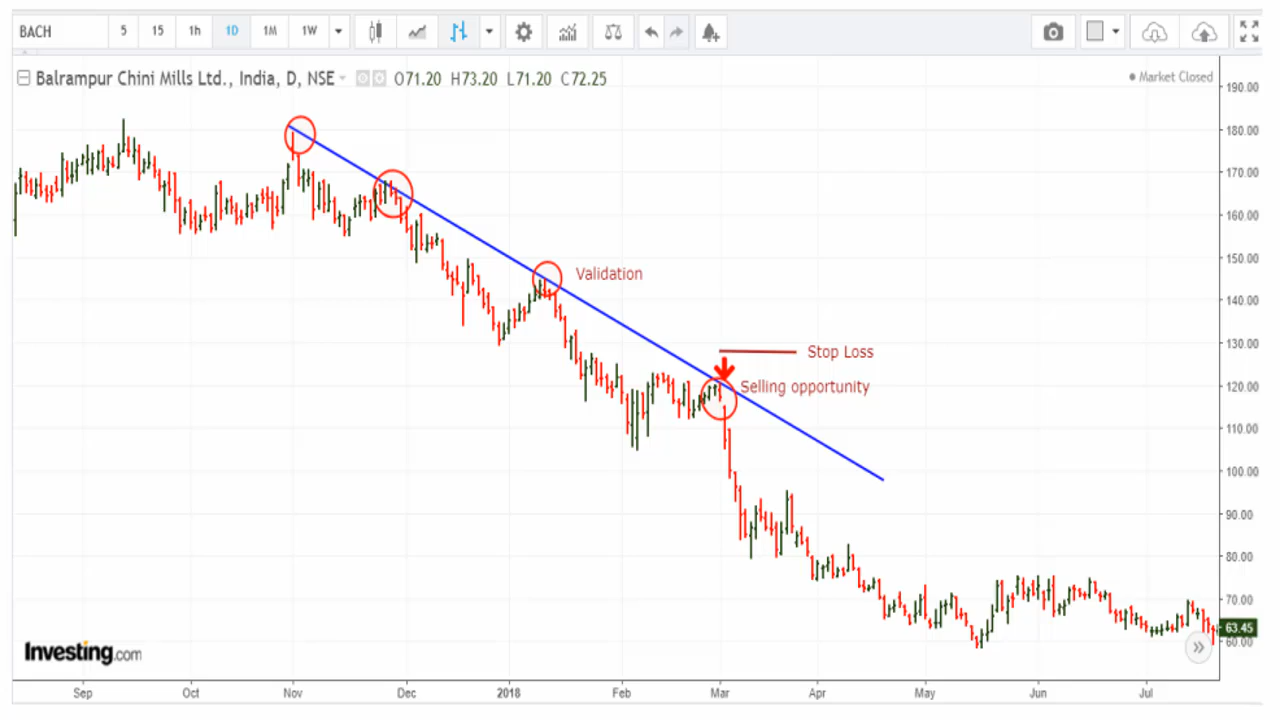 BACH 5 15 1h 1D 1M 1W
Balrampur Chini Mills Ltd., India, D, NSE O71.20 H73.20 L71.20 C72.25
Market Closed
190.00
180.00
170.00
160.00
150.00
Validation
140.00
130.00
Stop Loss
120.00
Selling opportunity
110.00
100.00
90.00
80.00
70.00
63.45
60.00
Investing.com
Sep Oct Nov Dec 2018 Feb Mar Apr May Jun Jul